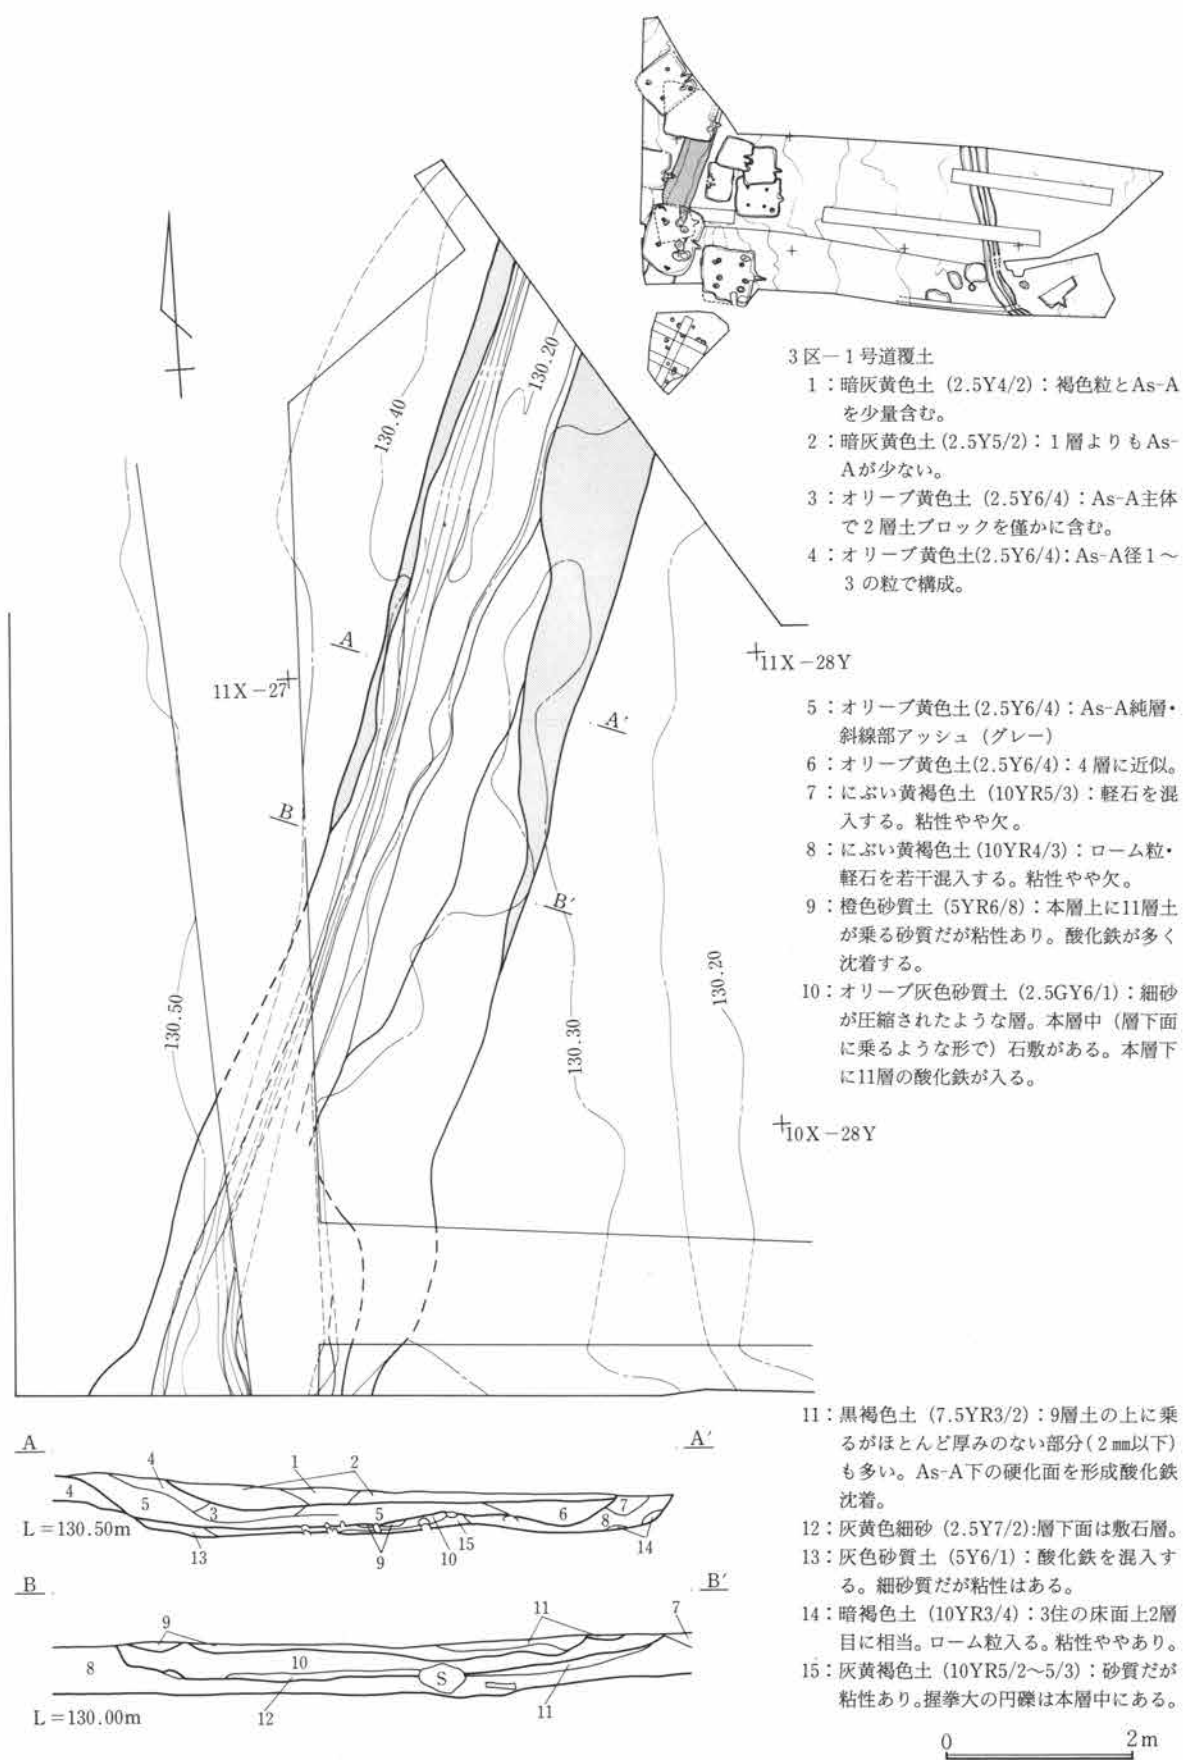 3区－1号道覆土
1：暗灰黄色土 (2.5Y4/2)：褐色粒とAs-A
を少量含む。
2：暗灰黄色土 (2.5Y5/2)：1層よりもAs-
Aが少ない。
3：オリーブ黄色土 (2.5Y6/4)：As-A主体
で2層土ブロックを僅かに含む。
4：オリーブ黄色土(2.5Y6/4)：As-A径1～
3の粒で構成。
5：オリーブ黄色土(2.5Y6/4)：As-A純層・
斜線部アッシュ（グレー）
6：オリーブ黄色土(2.5Y6/4)：4層に近似。
7：にぶい黄褐色土 (10YR5/3)：軽石を混
入する。粘性やや欠。
8：にぶい黄褐色土(10YR4/3)：ローム粒・
軽石を若干混入する。粘性やや欠。
9：橙色砂質土 (5YR6/8)：本層上に11層土
が乗る砂質だが粘性あり。酸化鉄が多く
沈着する。
10：オリーブ灰色砂質土 (2.5GY6/1)：細砂
が圧縮されたような層。本層中（層下面
に乗るような形で）石敷がある。本層下
に11層の酸化鉄が入る。
11：黒褐色土 (7.5YR3/2)：9層土の上に乗
るがほとんど厚みのない部分(2㎜以下)
も多い。As-A下の硬化面を形成酸化鉄
沈着。
12：灰黄色細砂 (2.5Y7/2):層下面は敷石層。
13：灰色砂質土 (5Y6/1)：酸化鉄を混入す
る。細砂質だが粘性はある。
14：暗褐色土 (10YR3/4)：3住の床面上2層
目に相当。ローム粒入る。粘性ややあり。
15：灰黄褐色土 (10YR5/2～5/3)：砂質だが
粘性あり。握拳大の円礫は本層中にある。
130.40
130.20
A
11X－27
11X－28Y
A′
B
B′
130.50
130.30
130.20
10X－28Y
A
A′
4
1
2
4
5
3
5
6
7
8
L＝130.50m
13
9
10
15
14
B
B′
9
11
7
8
10
S
12
11
L＝130.00m
0
2m